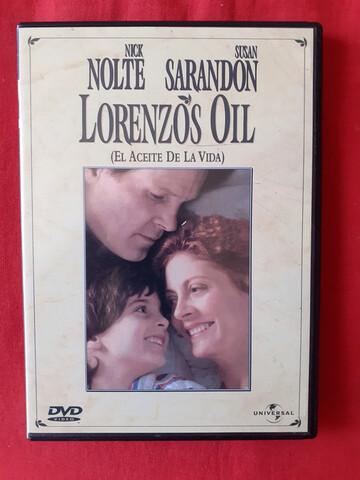 NICK NOLTE SUSAN SARANDON
LORENZO'S OIL
(EL ACEITE DE LA VIDA)
DVD VIDEO UNIVERSAL